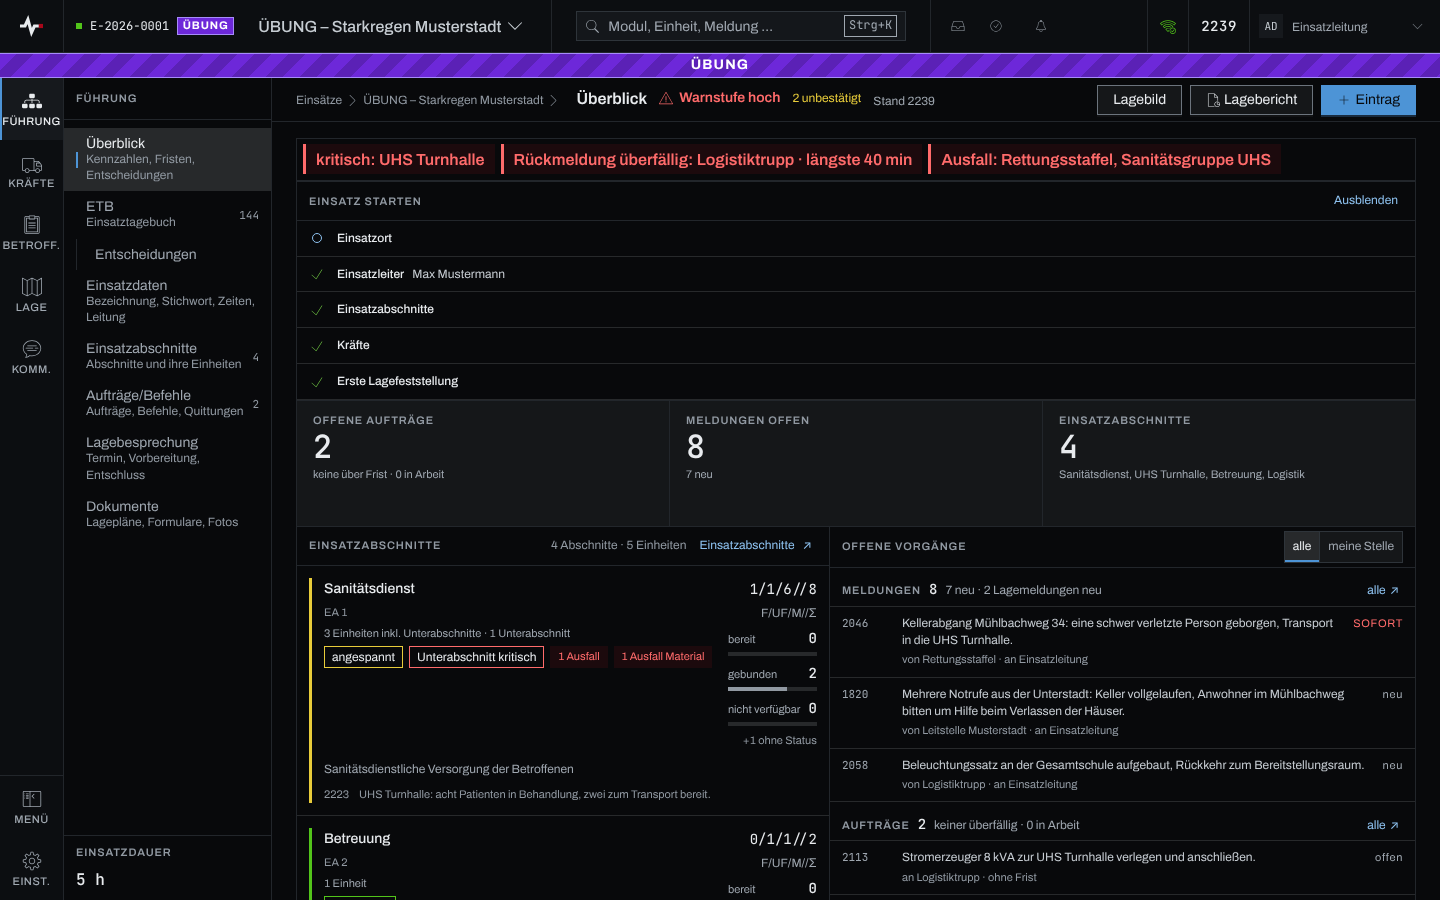 E-2026-0001 ÜBUNG ÜBUNG – Starkregen Musterstadt Modul, Einheit, Meldung ... Strg+K 2239 AD Einsatzleitung
ÜBUNG
FÜHRUNG
KRÄFTE
BETROFF.
LAGE
KOMM.
MENÜ
EINST.
FÜHRUNG
Überblick
Kennzahlen, Fristen,
Entscheidungen
ETB
Einsatztagebuch
144
Entscheidungen
Einsatzdaten
Bezeichnung, Stichwort, Zeiten,
Leitung
Einsatzabschnitte
Abschnitte und ihre Einheiten
4
Aufträge/Befehle
Aufträge, Befehle, Quittungen
2
Lagebesprechung
Termin, Vorbereitung,
Entschluss
Dokumente
Lagepläne, Formulare, Fotos
EINSATZDAUER
5 h
Einsätze ÜBUNG – Starkregen Musterstadt Überblick Warnstufe hoch 2 unbestätigt Stand 2239 Lagebild Lagebericht + Eintrag
kritisch: UHS Turnhalle Rückmeldung überfällig: Logistiktrupp · längste 40 min Ausfall: Rettungsstaffel, Sanitätsgruppe UHS
EINSATZ STARTEN Ausblenden
Einsatzort
Einsatzleiter Max Mustermann
Einsatzabschnitte
Kräfte
Erste Lagefeststellung
OFFENE AUFTRÄGE
2
keine über Frist · 0 in Arbeit
MELDUNGEN OFFEN
8
7 neu
EINSATZABSCHNITTE
4
Sanitätsdienst, UHS Turnhalle, Betreuung, Logistik
EINSATZABSCHNITTE 4 Abschnitte · 5 Einheiten Einsatzabschnitte ↗
Sanitätsdienst 1/1/6//8
EA 1 F/UF/M//Σ
3 Einheiten inkl. Unterabschnitte · 1 Unterabschnitt
angespannt Unterabschnitt kritisch 1 Ausfall 1 Ausfall Material
bereit 0
gebunden 2
nicht verfügbar 0
+1 ohne Status
Sanitätsdienstliche Versorgung der Betroffenen
2223 UHS Turnhalle: acht Patienten in Behandlung, zwei zum Transport bereit.
Betreuung 0/1/1//2
EA 2 F/UF/M//Σ
1 Einheit
bereit 0
OFFENE VORGÄNGE alle meine Stelle
MELDUNGEN 8 7 neu · 2 Lagemeldungen neu alle ↗
2046 Kellerabgang Mühlbachweg 34: eine schwer verletzte Person geborgen, Transport SOFORT
in die UHS Turnhalle.
von Rettungsstaffel · an Einsatzleitung
1820 Mehrere Notrufe aus der Unterstadt: Keller vollgelaufen, Anwohner im Mühlbachweg neu
bitten um Hilfe beim Verlassen der Häuser.
von Leitstelle Musterstadt · an Einsatzleitung
2058 Beleuchtungssatz an der Gesamtschule aufgebaut, Rückkehr zum Bereitstellungsraum. neu
von Logistiktrupp · an Einsatzleitung
AUFTRÄGE 2 keiner überfällig · 0 in Arbeit alle ↗
2113 Stromerzeuger 8 kVA zur UHS Turnhalle verlegen und anschließen. offen
an Logistiktrupp · ohne Frist